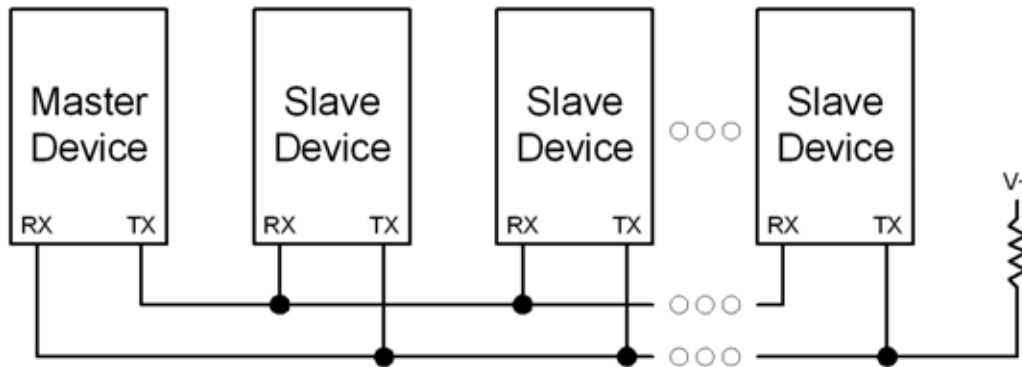 Master
Device
Slave
Device
Slave
Device
Slave
Device
RX TX
RX TX
RX TX
RX TX